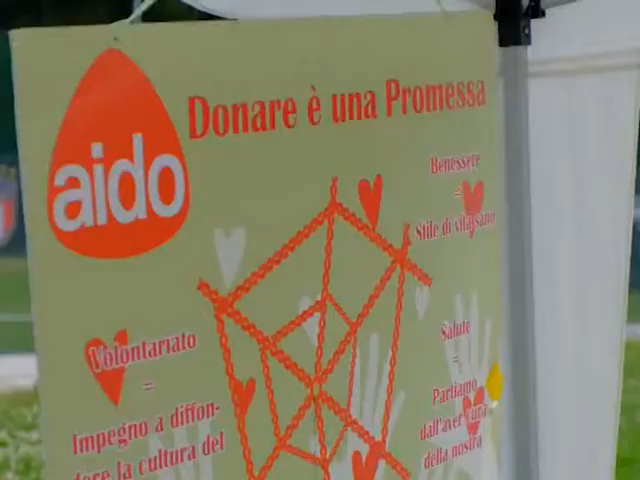 aido
Donare è una Promessa
Benessere
=
Stile di vita sano
Volontariato
=
Impegno a diffon-
dere la cultura del
Salute
=
Partiamo
dall'aver cura
della nostra